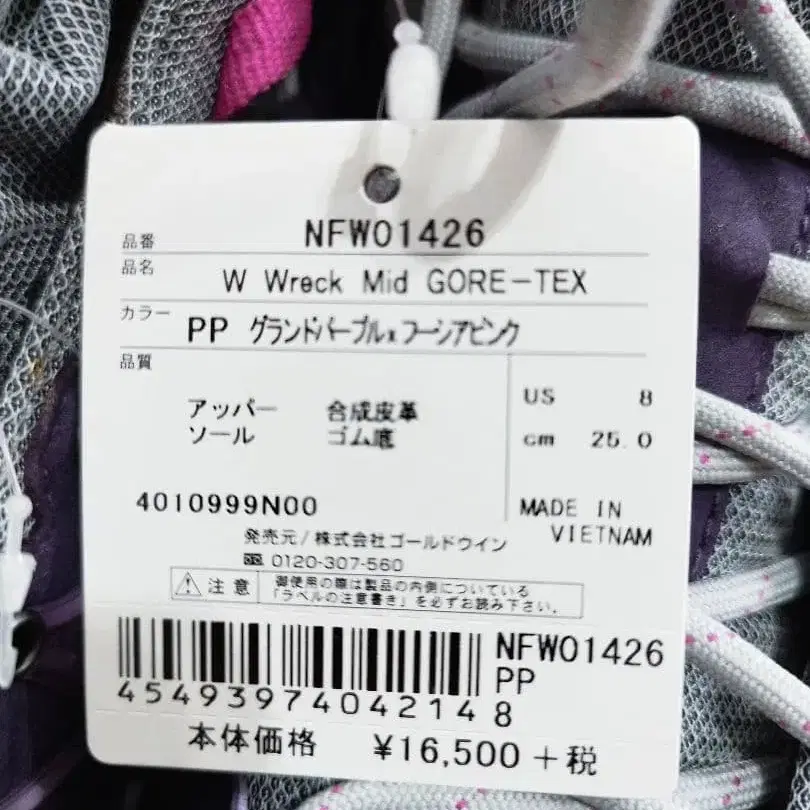 品番 NFW01426
品名 W Wreck Mid GORE-TEX
カラー PP グランドパープル×フーシアピンク
品質
アッパー 合成皮革
ソール ゴム底
US 8
cm 25.0
4010999N00
MADE IN
VIETNAM
発売元/株式会社ゴールドウイン
0120-307-560
注意 御使用の際は製品の内側についている
「ラベルの注意書き」を必ずお読み下さい。
NFW01426
PP
4549397404214 8
本体価格 ¥16,500+税